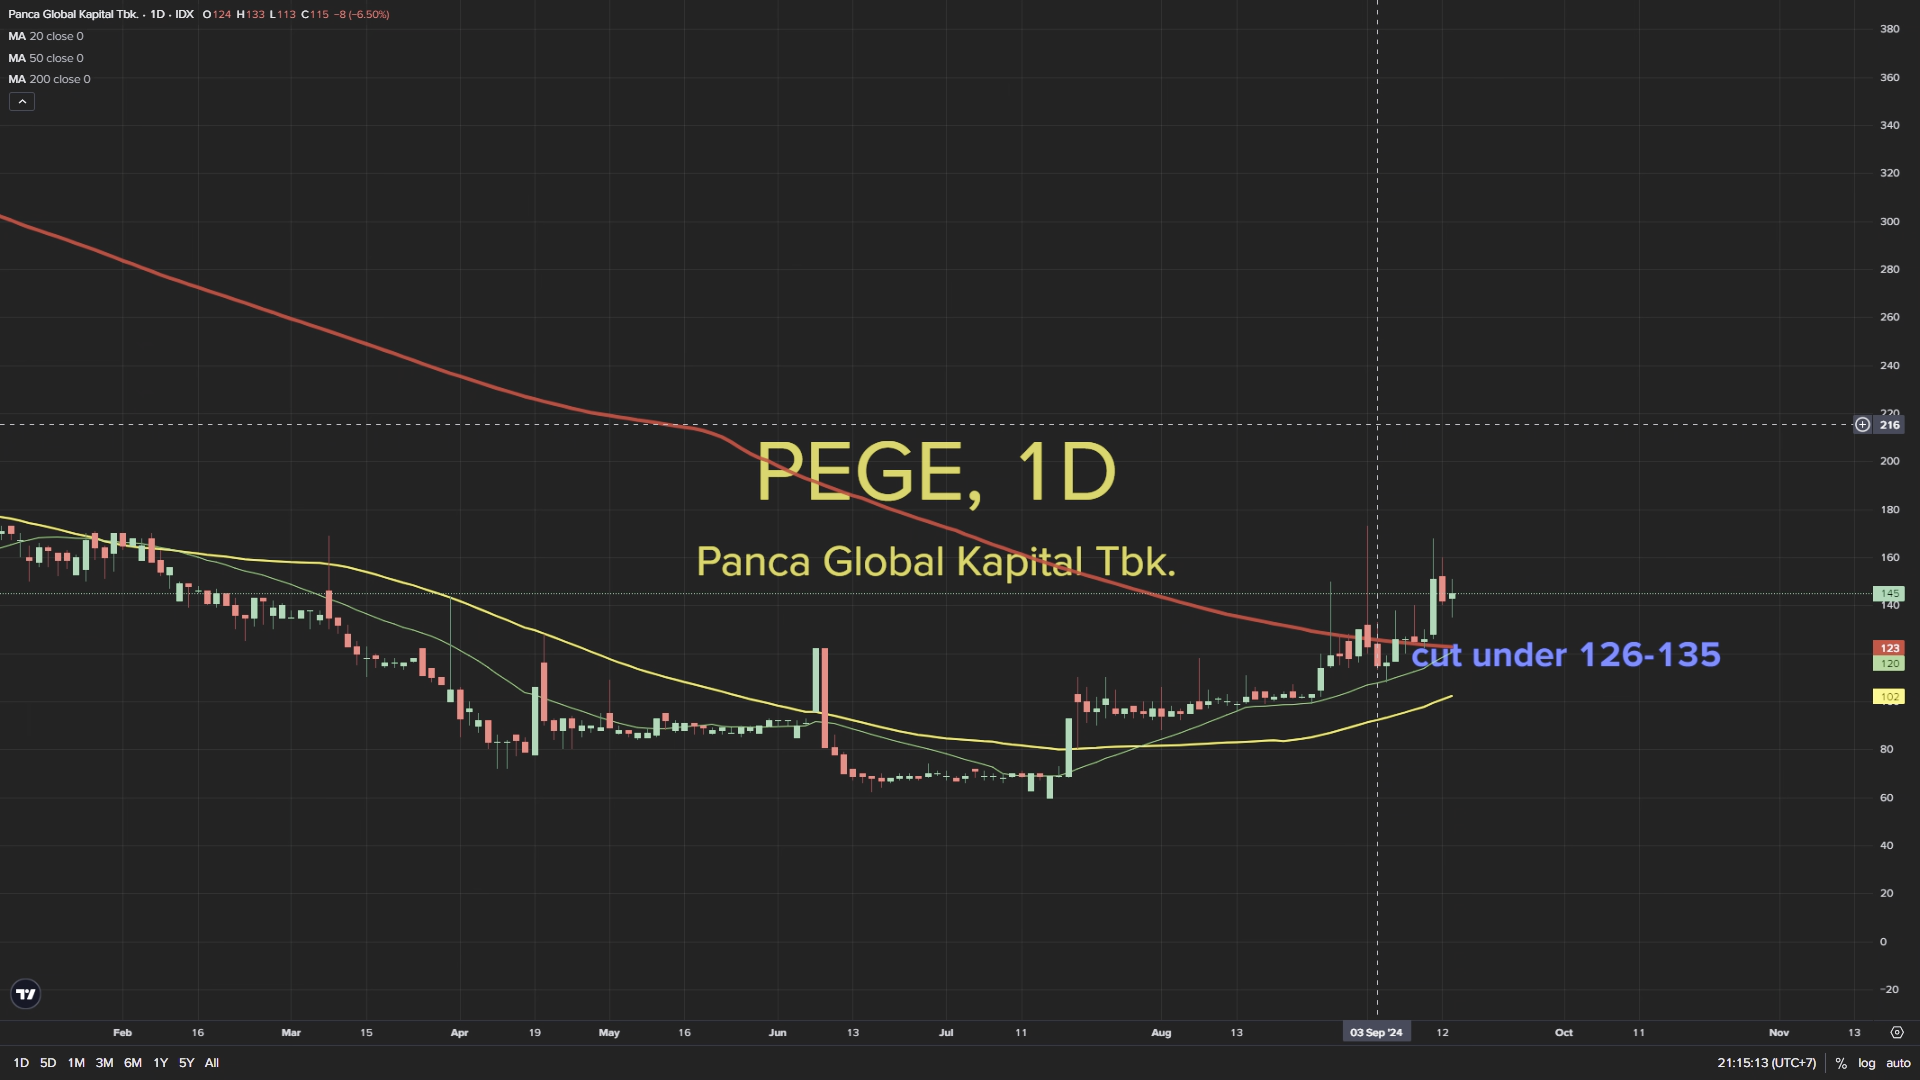 Panca Global Kapital Tbk. · 1D · IDX O124 H133 L113 C115 −8 (−6.50%)
MA 20 close 0
MA 50 close 0
MA 200 close 0
380
360
340
320
300
280
260
240
220
216
200
180
160
145
140
123
120
102
80
60
40
20
0
−20
PEGE, 1D
Panca Global Kapital Tbk.
cut under 126-135
Feb 16 Mar 15 Apr 19 May 16 Jun 13 Jul 11 Aug 13 03 Sep '24 12 Oct 11 Nov 13
1D 5D 1M 3M 6M 1Y 5Y All 21:15:13 (UTC+7) % log auto